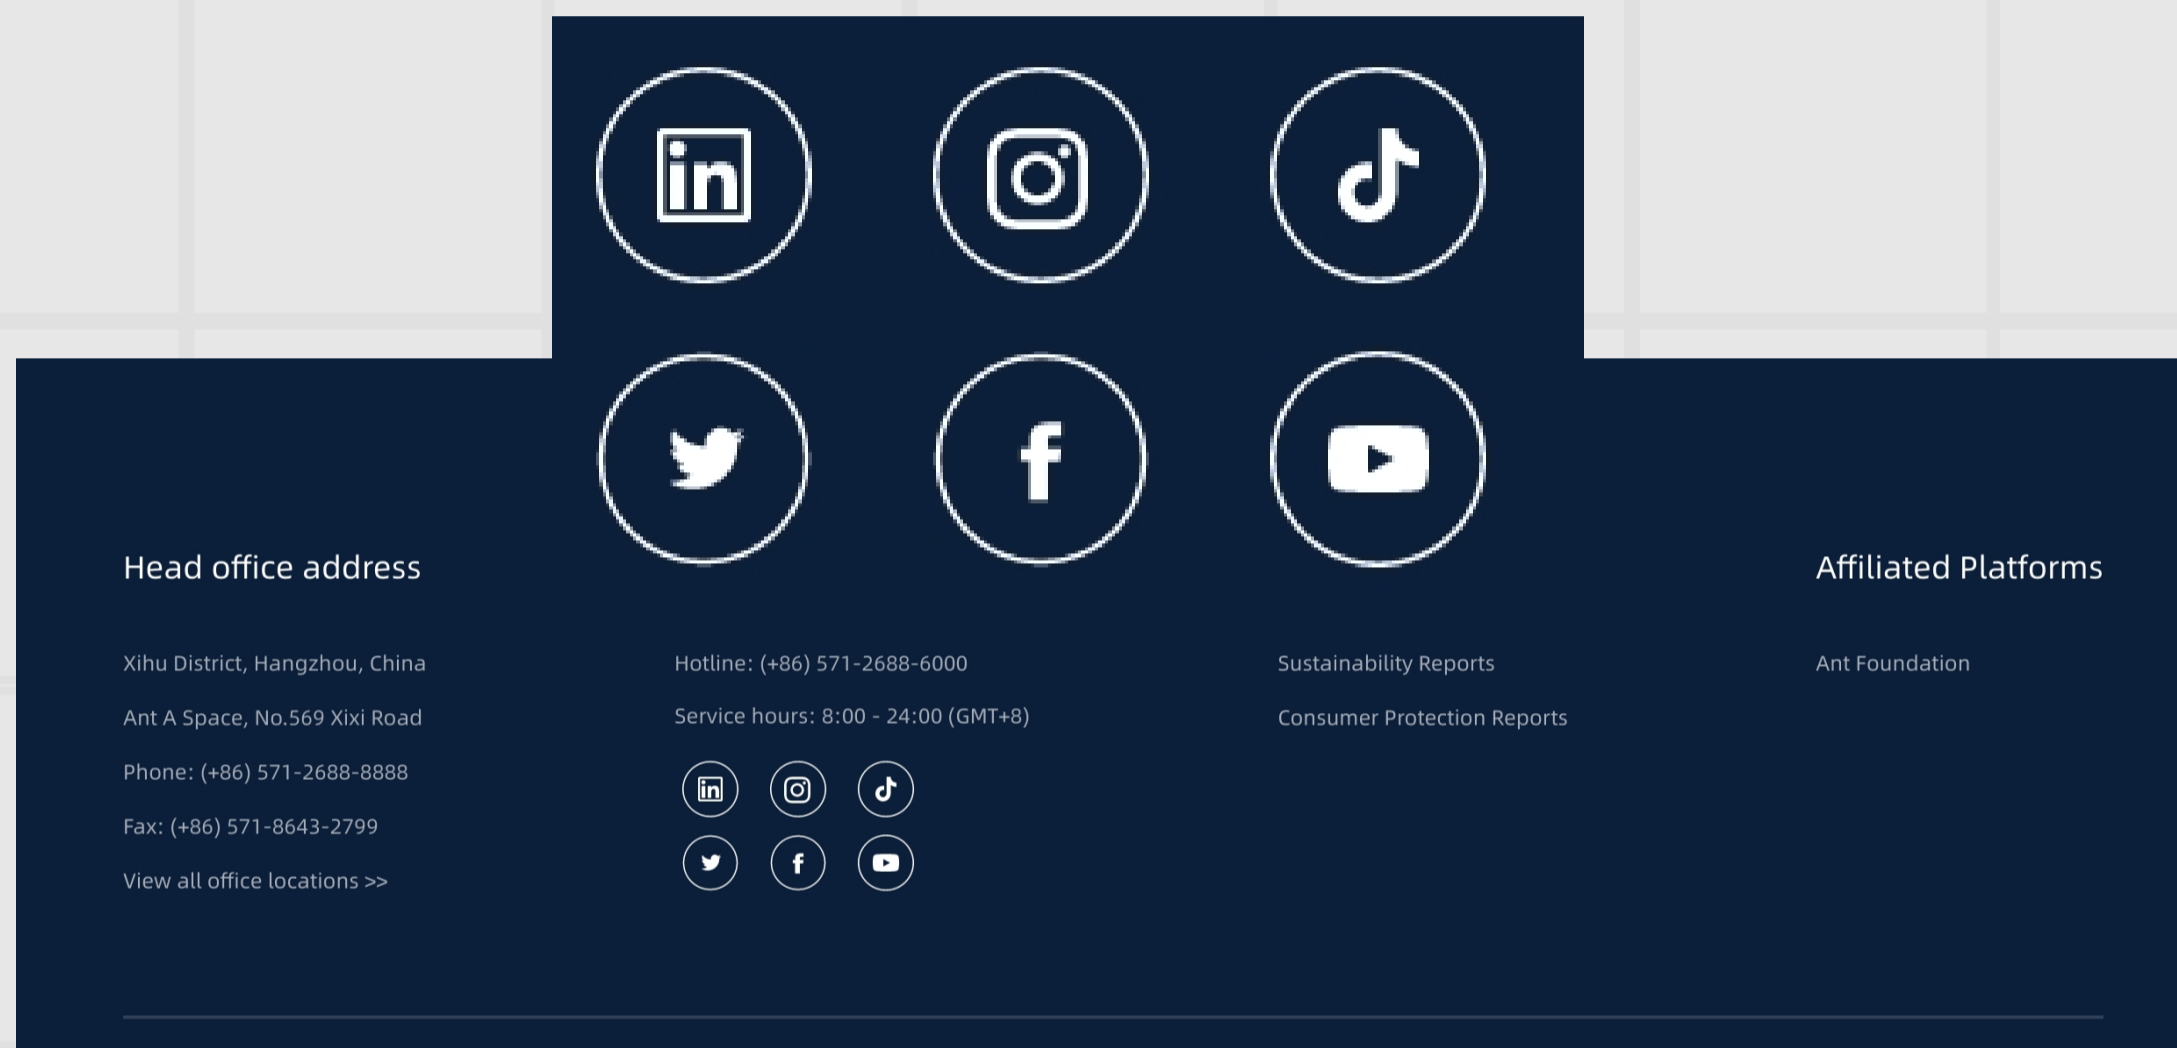 in
f
Head office address
Xihu District, Hangzhou, China
Ant A Space, No.569 Xixi Road
Phone: (+86) 571-2688-8888
Fax: (+86) 571-8643-2799
View all office locations >>
Hotline: (+86) 571-2688-6000
Service hours: 8:00 - 24:00 (GMT+8)
in
f
Sustainability Reports
Consumer Protection Reports
Affiliated Platforms
Ant Foundation